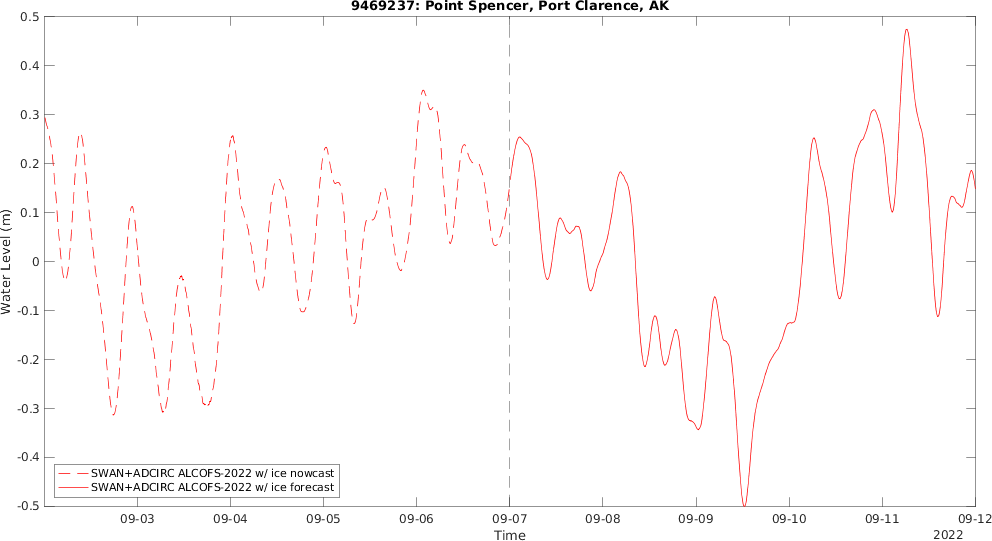 9469237: Point Spencer, Port Clarence, AK
0.5
0.4
0.3
0.2
0.1
0
-0.1
-0.2
-0.3
-0.4
-0.5
Water Level (m)
SWAN+ADCIRC ALCOFS-2022 w/ ice nowcast
SWAN+ADCIRC ALCOFS-2022 w/ ice forecast
09-03 09-04 09-05 09-06 09-07 09-08 09-09 09-10 09-11 09-12
Time
2022